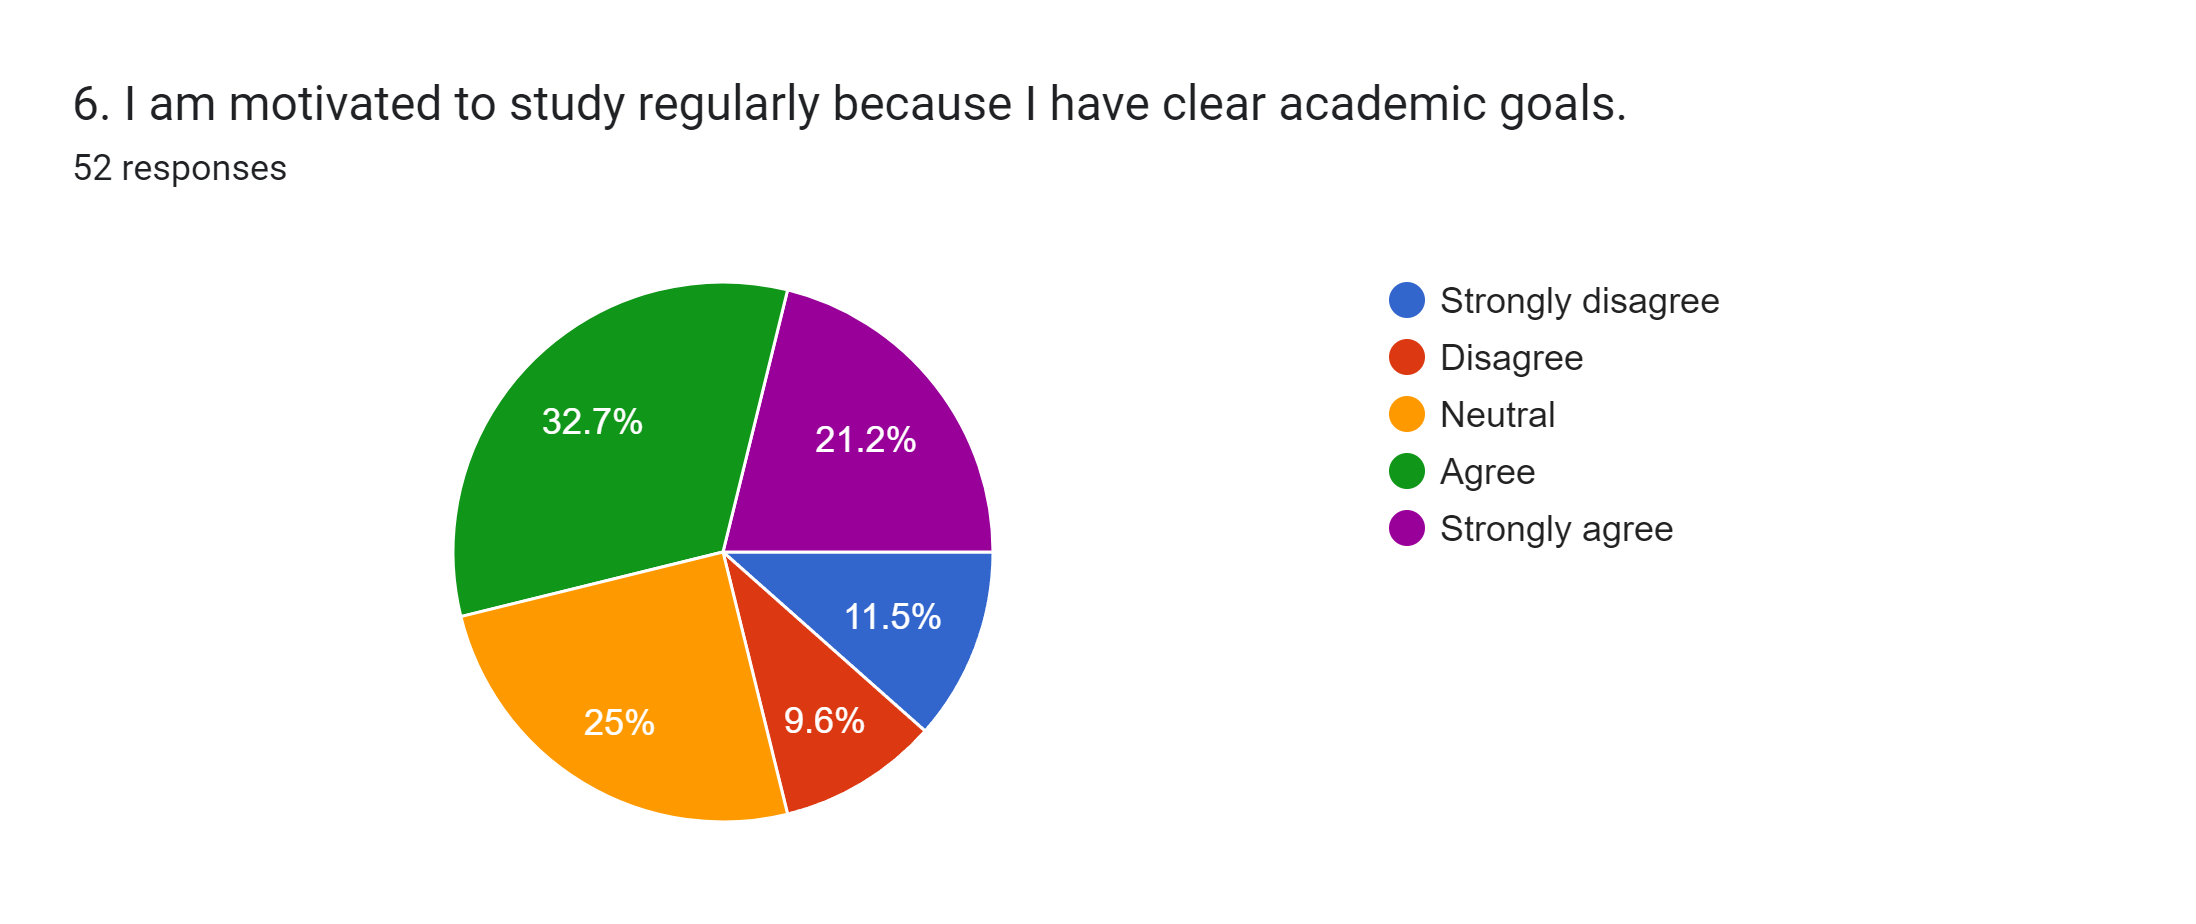 6. I am motivated to study regularly because I have clear academic goals.
52 responses
32.7%
21.2%
11.5%
9.6%
25%
Strongly disagree
Disagree
Neutral
Agree
Strongly agree